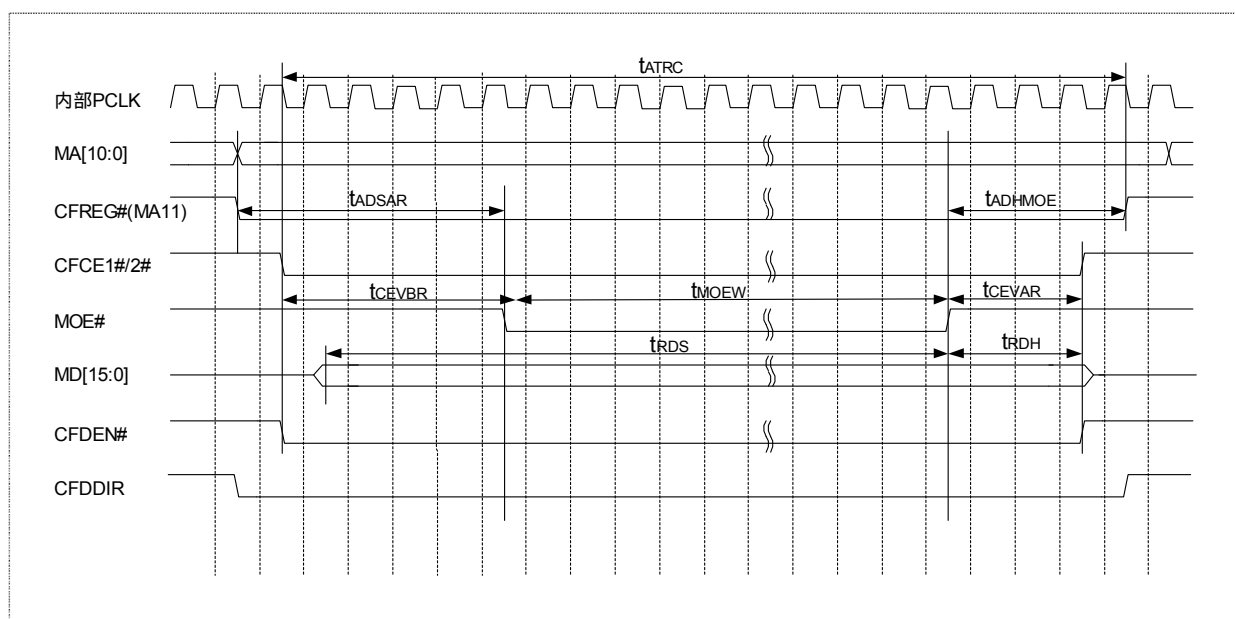 tATRC
内部PCLK
MA[10:0]
tADSAR
tADHMOE
CFREG#(MA11)
CFCE1#/2#
tCEVBR
tMOEW
tCEVAR
MOE#
tRDS
tRDH
MD[15:0]
CFDEN#
CFDDIR